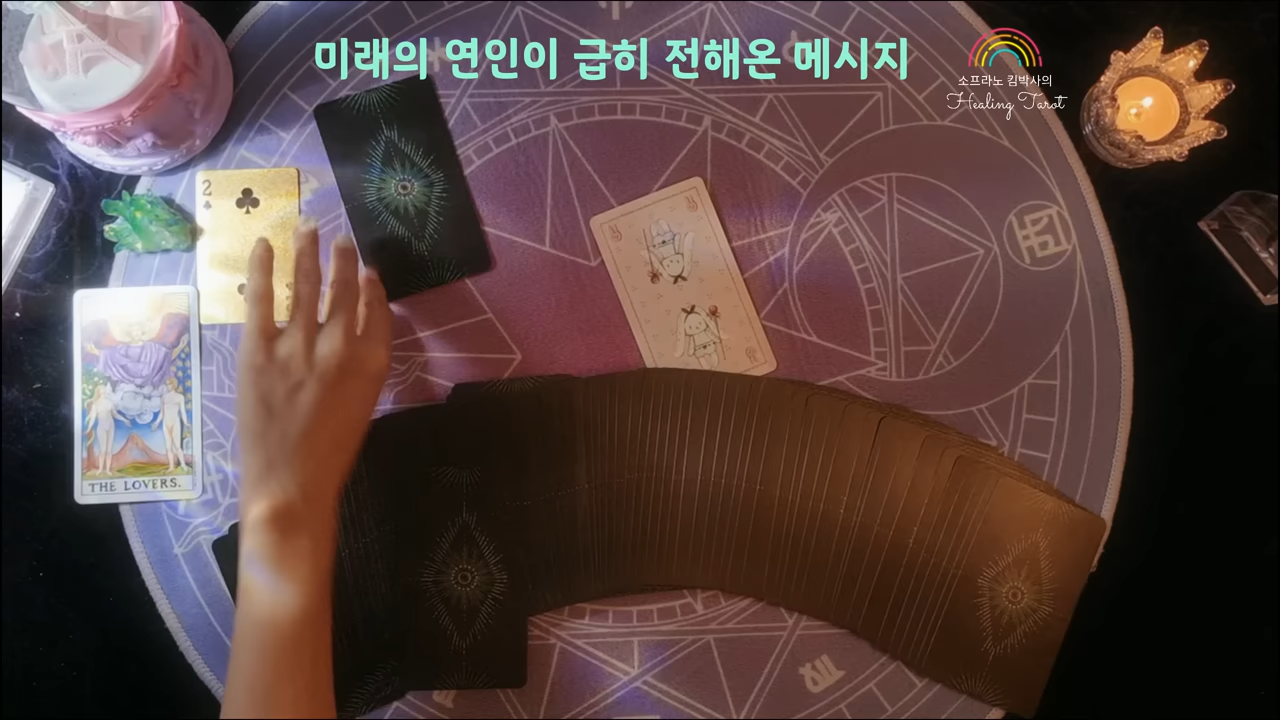 미래의 연인이 급히 전해온 메시지
소프라노 김박사의
Healing Tarot
2
THE LOVERS.